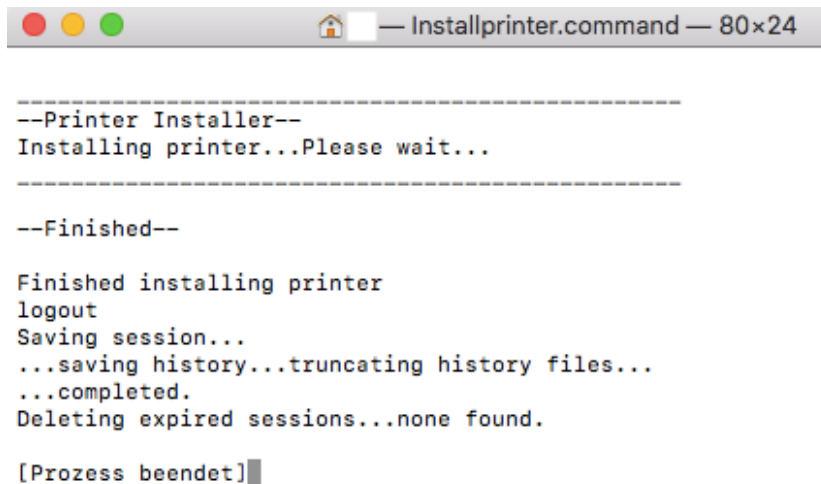 — Installprinter.command — 80×24
--Printer Installer--
Installing printer...Please wait...
--Finished--
Finished installing printer
logout
Saving session...
...saving history...truncating history files...
...completed.
Deleting expired sessions...none found.
[Prozess beendet]